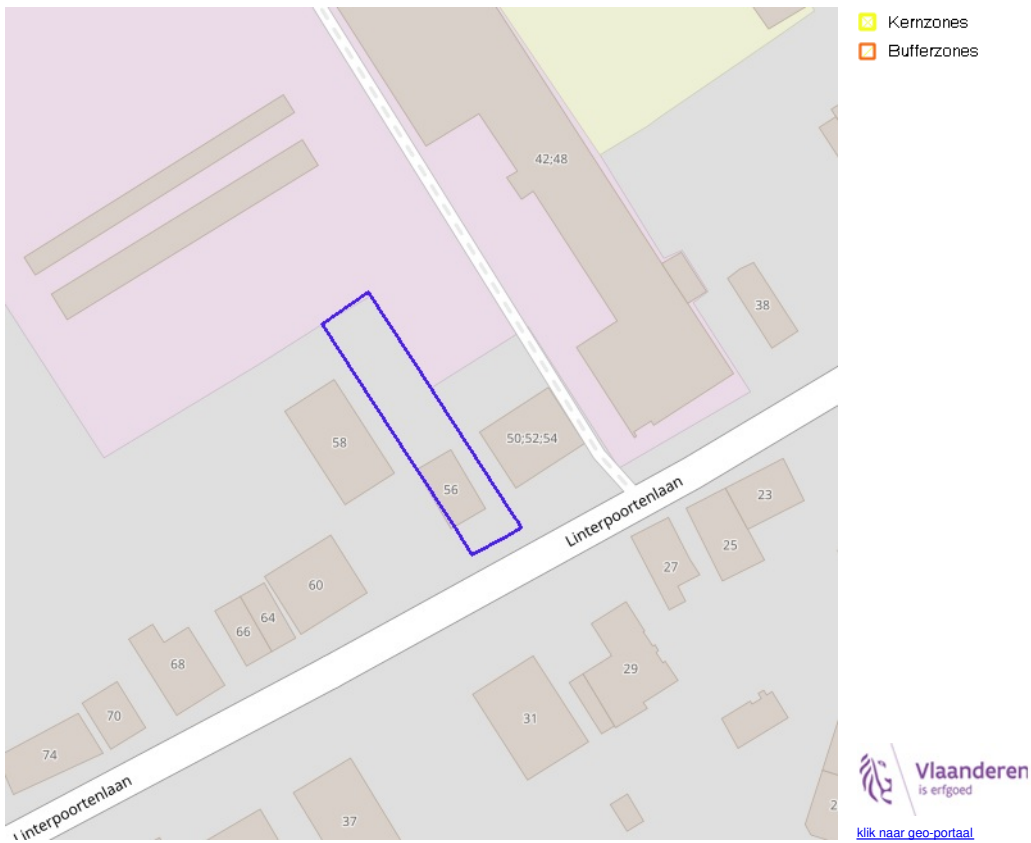 Kernzones
Bufferzones
42;48
38
58
50;52;54
56
Linterpoortenlaan
23
25
27
60
64
66
68
29
70
31
74
Linterpoortenlaan
37
2
Vlaanderen
is erfgoed
klik naar geo-portaal